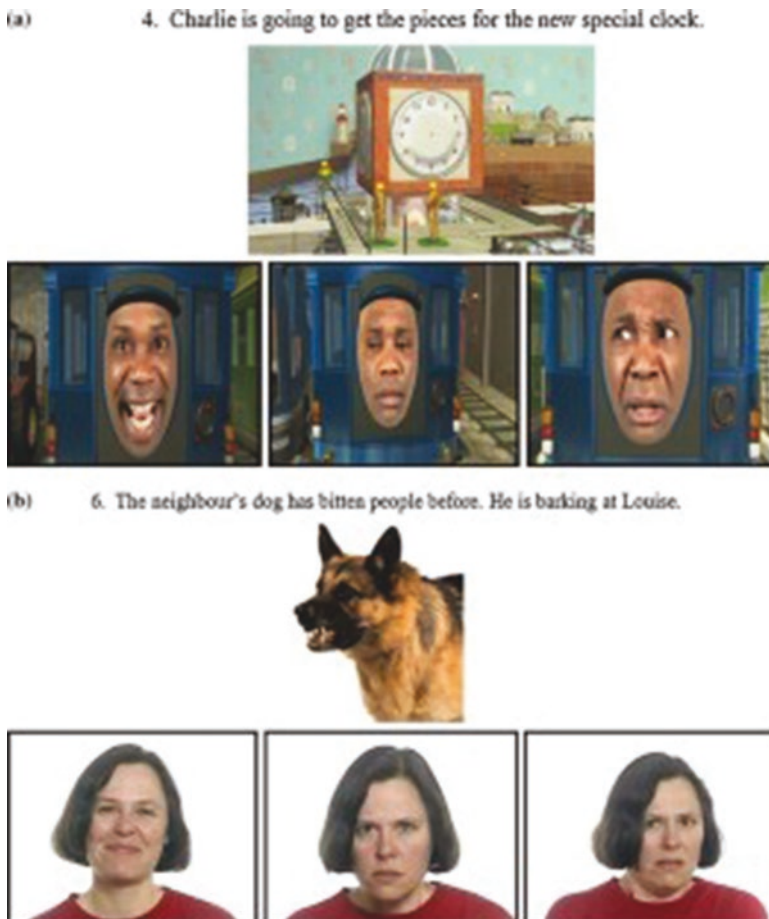 (a) 4. Charlie is going to get the pieces for the new special clock.
(b) 6. The neighbour's dog has bitten people before. He is barking at Louise.